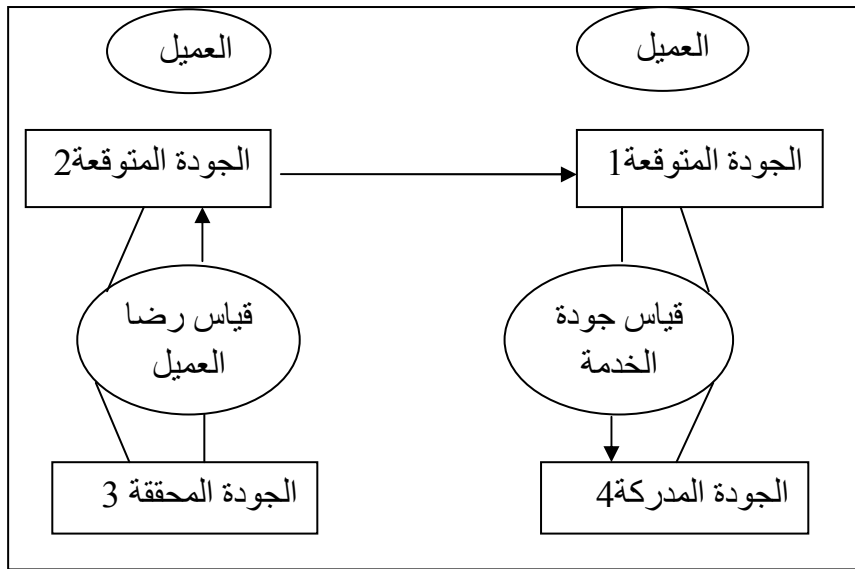 العميل
العميل
الجودة المتوقعة1
الجودة المتوقعة2
قياس جودة
الخدمة
قياس رضا
العميل
الجودة المدركة4
الجودة المحققة 3